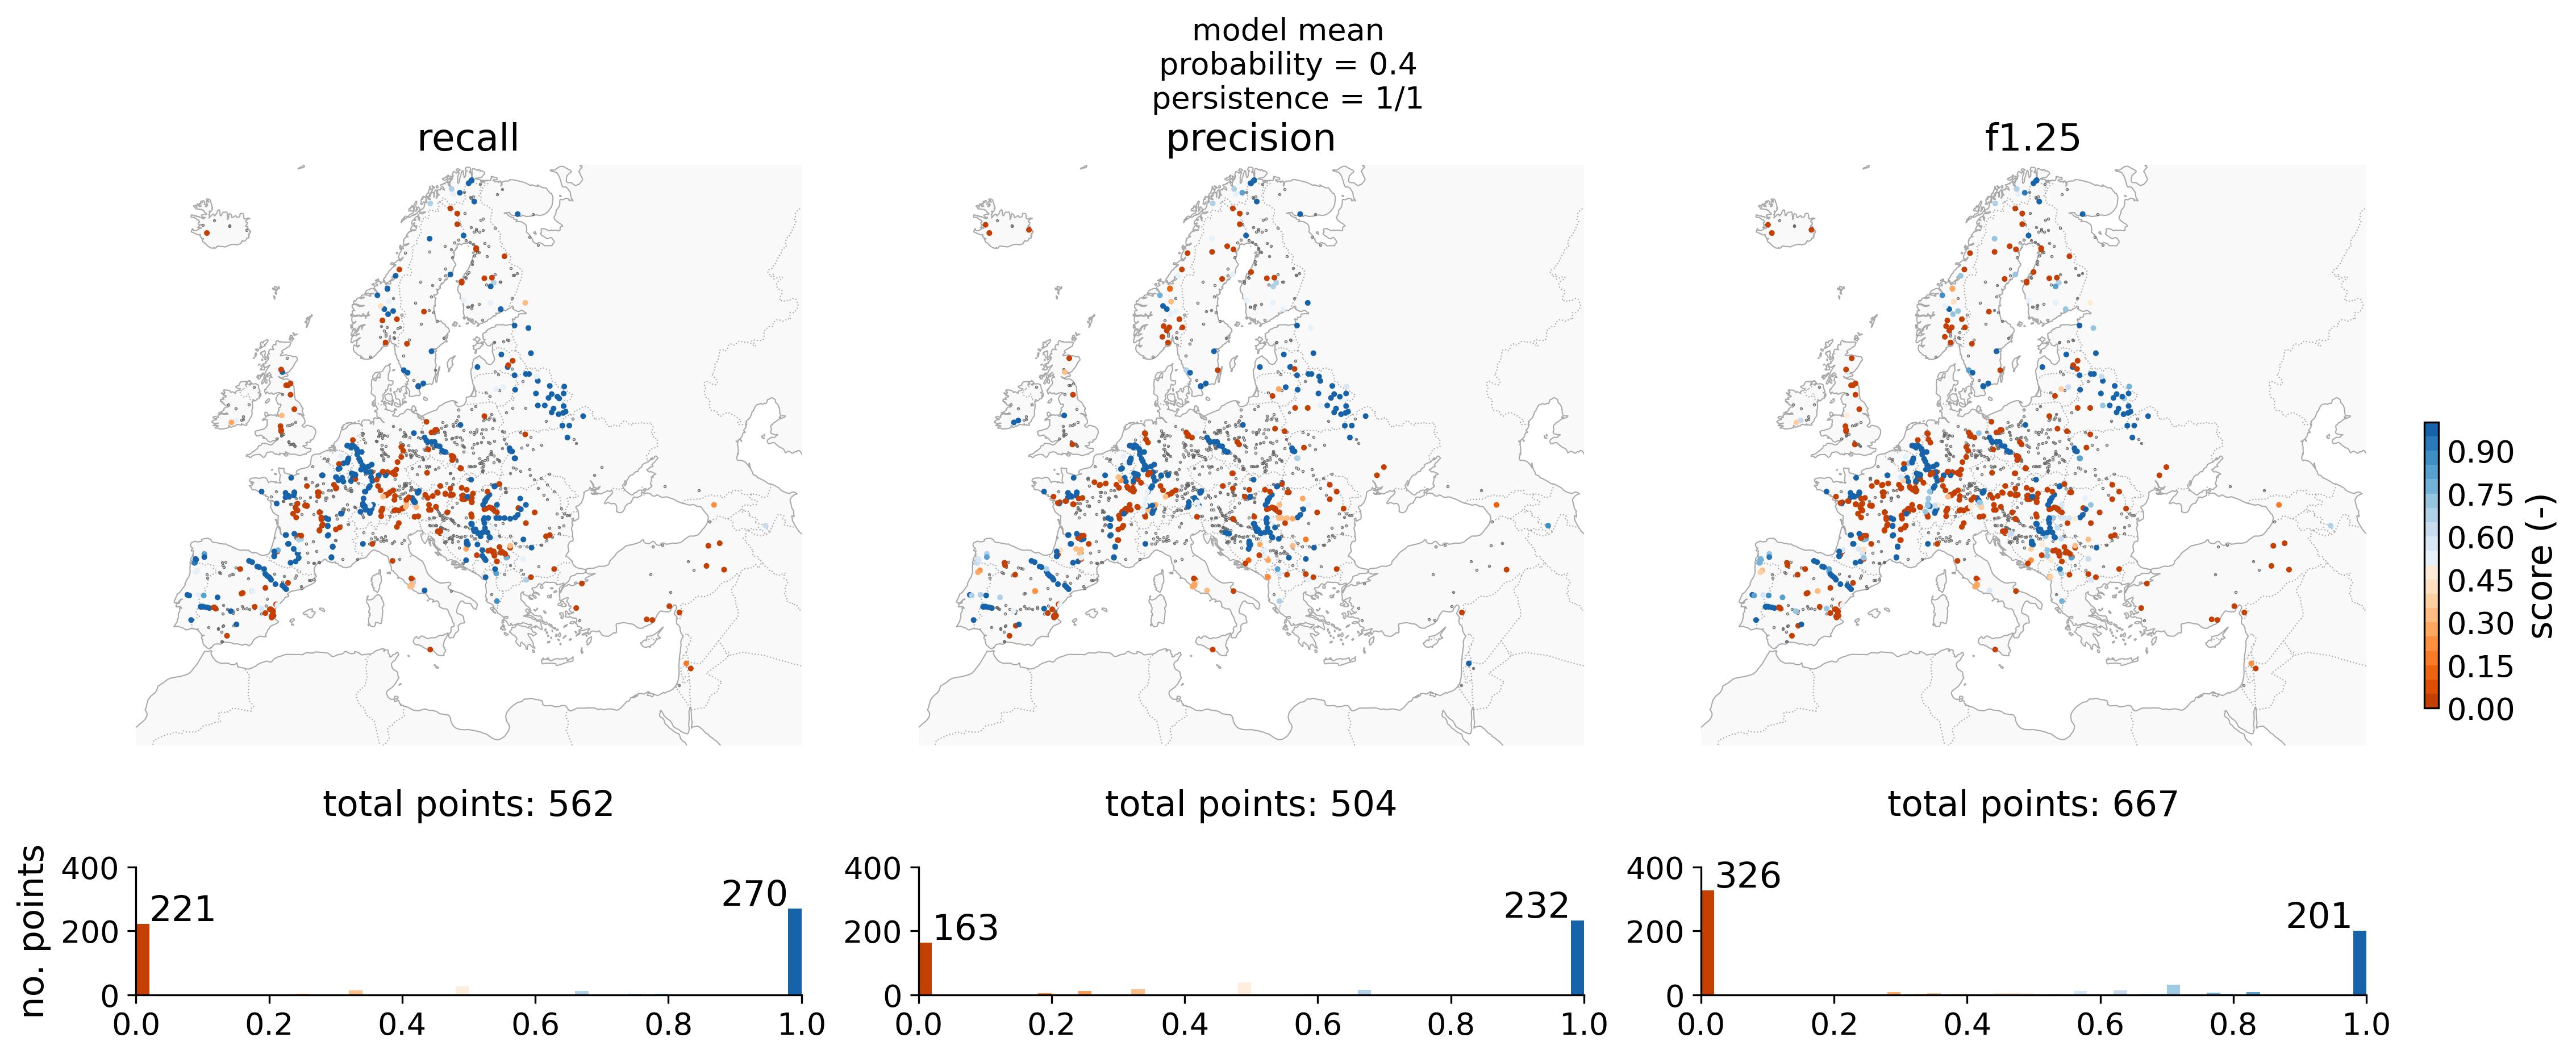 model mean
probability = 0.4
persistence = 1/1
recall
precision
f1.25
0.90
0.75
0.60
0.45
0.30
0.15
0.00
score (-)
total points: 562
total points: 504
total points: 667
no. points
400
200
0
221
270
0.0 0.2 0.4 0.6 0.8 1.0
400
200
0
163
232
0.0 0.2 0.4 0.6 0.8 1.0
400
200
0
326
201
0.0 0.2 0.4 0.6 0.8 1.0